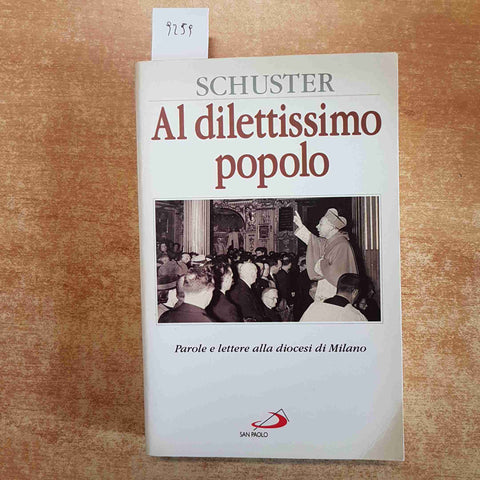 9259
SCHUSTER
Al dilettissimo
popolo
Parole e lettere alla diocesi di Milano
SAN PAOLO